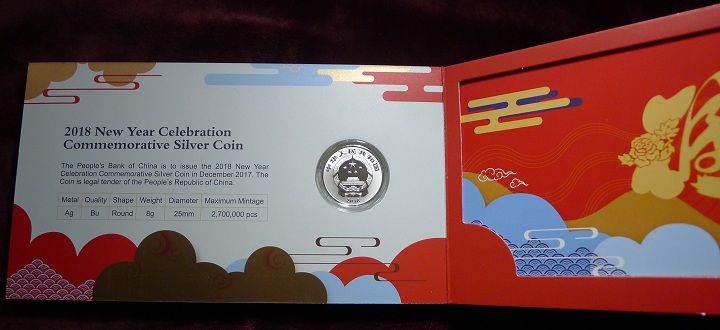 2018 New Year Celebration
Commemorative Silver Coin
The People's Bank of China is to issue the 2018 New Year
Celebration Commemorative Silver Coin in December 2017. The
Coin is legal tender of the People's Republic of China.
Metal Quality Shape Weight Diameter Maximum Mintage
Ag Bu Round 8g 25mm 2,700,000 pcs
中华人民共和国
2018